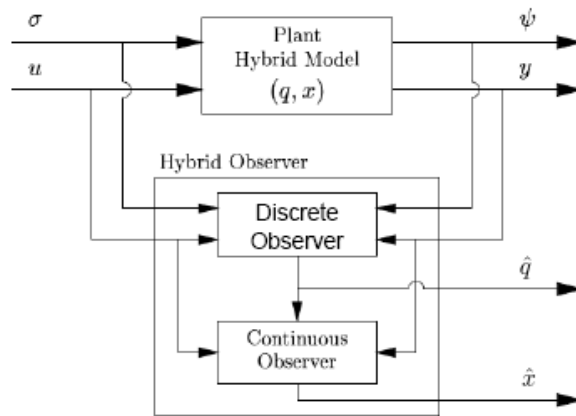 σ
ψ
Plant
Hybrid Model
(q, x)
u
y
Hybrid Observer
Discrete
Observer
q̂
Continuous
Observer
x̂